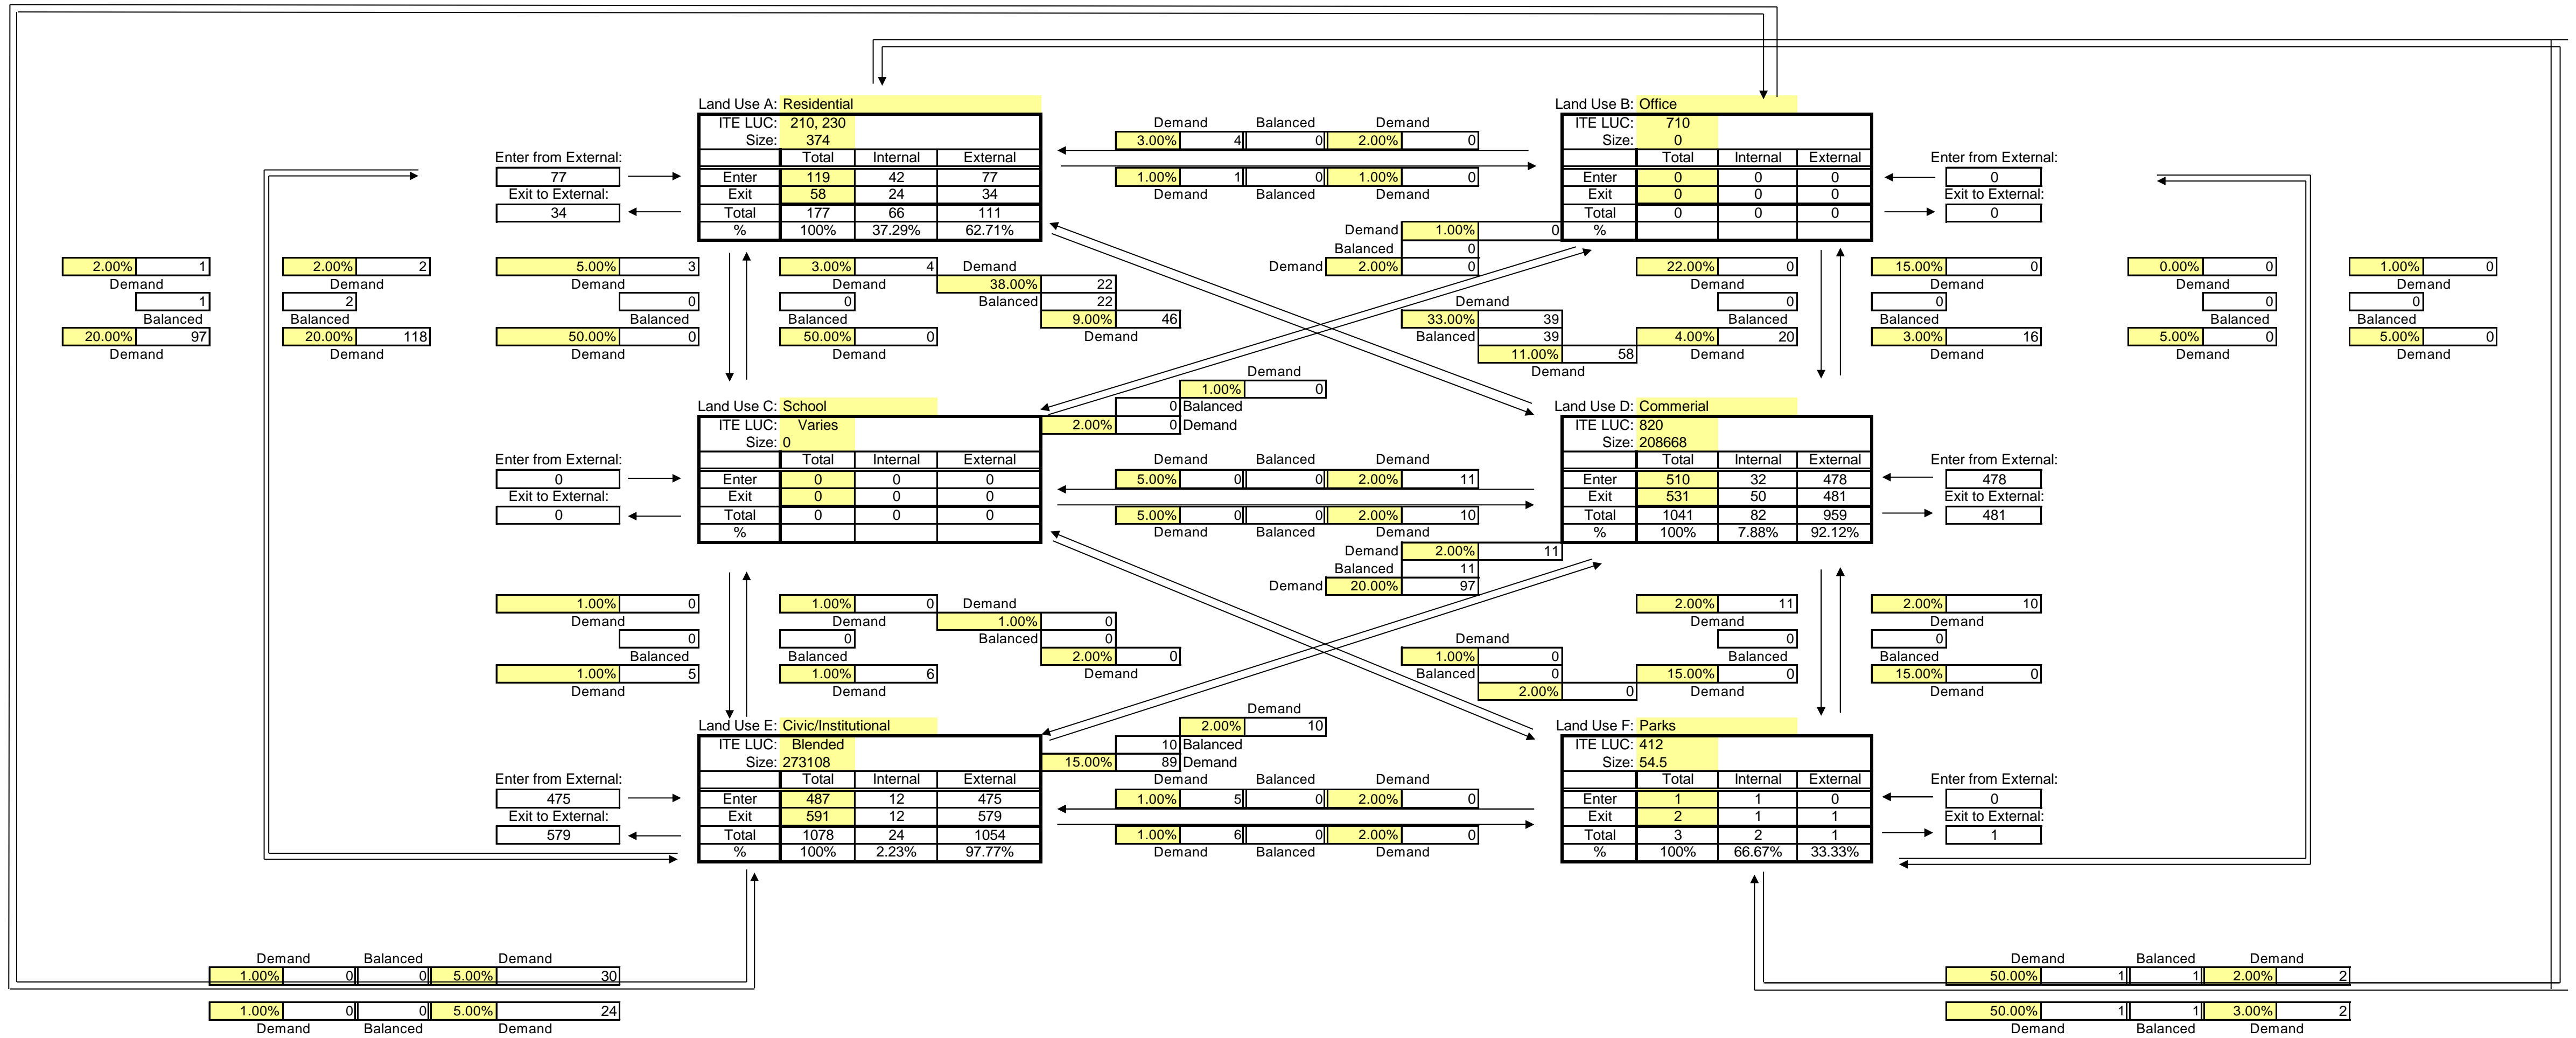 Land Use A: Residential
ITE LUC: 210, 230
Size: 374
Total Internal External
Enter 119 42 77
Exit 58 24 34
Total 177 66 111
% 100% 37.29% 62.71%
Enter from External:
77
Exit to External:
34
Demand Balanced Demand
3.00% 4 0 2.00% 0
1.00% 1 0 1.00% 0
Demand Balanced Demand
Land Use B: Office
ITE LUC: 710
Size: 0
Total Internal External
Enter 0 0 0
Exit 0 0 0
Total 0 0 0
%
Enter from External:
0
Exit to External:
0
2.00% 1
Demand
1
Balanced
20.00% 97
Demand
2.00% 2
Demand
2
Balanced
20.00% 118
Demand
5.00% 3
Demand
0
Balanced
50.00% 0
Demand
3.00% 4
Demand
0
Balanced
50.00% 0
Demand
Demand
38.00% 22
Balanced 22
9.00% 46
Demand
Demand 1.00% 0
Balanced 0
Demand 2.00% 0
Demand
33.00% 39
Balanced 39
11.00% 58
Demand
22.00% 0
Demand
0
Balanced
4.00% 20
Demand
15.00% 0
Demand
0
Balanced
3.00% 16
Demand
0.00% 0
Demand
0
Balanced
5.00% 0
Demand
1.00% 0
Demand
0
Balanced
5.00% 0
Demand
Demand
1.00% 0
0 Balanced
2.00% 0 Demand
Land Use C: School
ITE LUC: Varies
Size: 0
Total Internal External
Enter 0 0 0
Exit 0 0 0
Total 0 0 0
%
Enter from External:
0
Exit to External:
0
Demand Balanced Demand
5.00% 0 0 2.00% 11
5.00% 0 0 2.00% 10
Demand Balanced Demand
Land Use D: Commerial
ITE LUC: 820
Size: 208668
Total Internal External
Enter 510 32 478
Exit 531 50 481
Total 1041 82 959
% 100% 7.88% 92.12%
Enter from External:
478
Exit to External:
481
Demand 2.00% 11
Balanced 11
Demand 20.00% 97
1.00% 0
Demand
0
Balanced
1.00% 5
Demand
1.00% 0
Demand
0
Balanced
1.00% 6
Demand
Demand
1.00% 0
Balanced 0
2.00% 0
Demand
Demand
1.00% 0
Balanced 0
2.00% 0
2.00% 11
Demand
0
Balanced
15.00% 0
Demand
2.00% 10
Demand
0
Balanced
15.00% 0
Demand
Demand
2.00% 10
10 Balanced
15.00% 89 Demand
Land Use E: Civic/Institutional
ITE LUC: Blended
Size: 273108
Total Internal External
Enter 487 12 475
Exit 591 12 579
Total 1078 24 1054
% 100% 2.23% 97.77%
Enter from External:
475
Exit to External:
579
Demand Balanced Demand
1.00% 5 0 2.00% 0
1.00% 6 0 2.00% 0
Demand Balanced Demand
Land Use F: Parks
ITE LUC: 412
Size: 54.5
Total Internal External
Enter 1 1 0
Exit 2 1 1
Total 3 2 1
% 100% 66.67% 33.33%
Enter from External:
0
Exit to External:
1
Demand Balanced Demand
1.00% 0 0 5.00% 30
1.00% 0 0 5.00% 24
Demand Balanced Demand
Demand Balanced Demand
50.00% 1 1 2.00% 2
50.00% 1 1 3.00% 2
Demand Balanced Demand